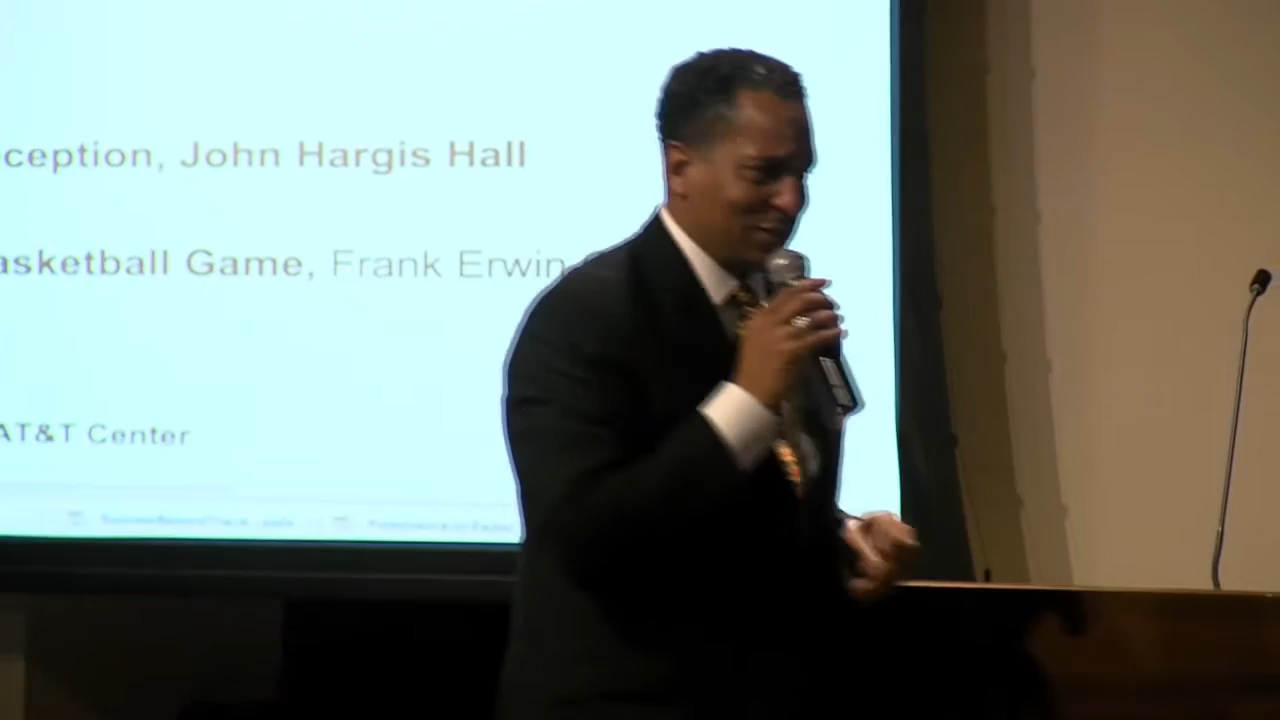 ception, John Hargis Hall
asketball Game, Frank Erwin
AT&T Center